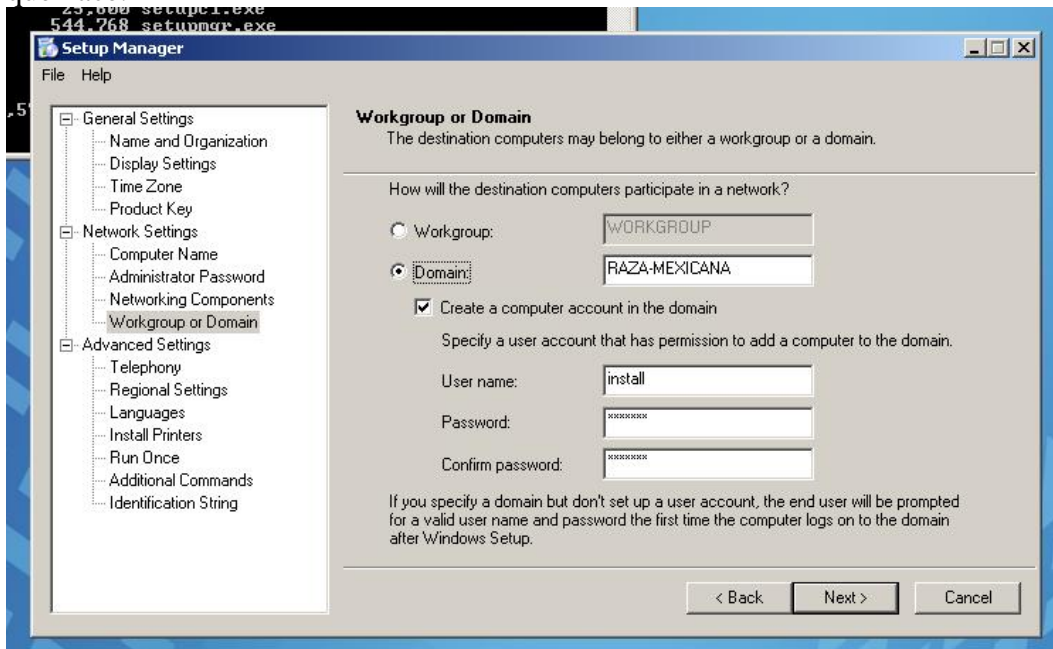 25,600 setupcl.exe
544,768 setupmgr.exe
Setup Manager
File Help
General Settings
Name and Organization
Display Settings
Time Zone
Product Key
Network Settings
Computer Name
Administrator Password
Networking Components
Workgroup or Domain
Advanced Settings
Telephony
Regional Settings
Languages
Install Printers
Run Once
Additional Commands
Identification String
Workgroup or Domain
The destination computers may belong to either a workgroup or a domain.
How will the destination computers participate in a network?
Workgroup: WORKGROUP
Domain: RAZA-MEXICANA
Create a computer account in the domain
Specify a user account that has permission to add a computer to the domain.
User name: install
Password: *******
Confirm password: *******
If you specify a domain but don't set up a user account, the end user will be prompted
for a valid user name and password the first time the computer logs on to the domain
after Windows Setup.
< Back Next > Cancel